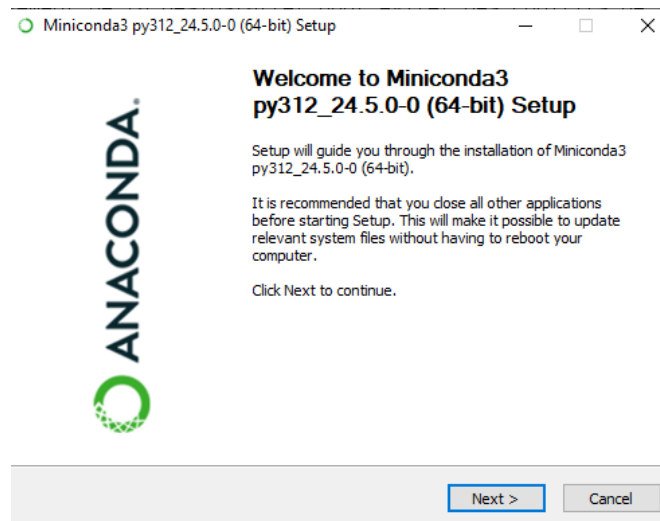 Miniconda3 py312_24.5.0-0 (64-bit) Setup
Welcome to Miniconda3
py312_24.5.0-0 (64-bit) Setup
Setup will guide you through the installation of Miniconda3
py312_24.5.0-0 (64-bit).
It is recommended that you close all other applications
before starting Setup. This will make it possible to update
relevant system files without having to reboot your
computer.
Click Next to continue.
ANACONDA.
Next >
Cancel